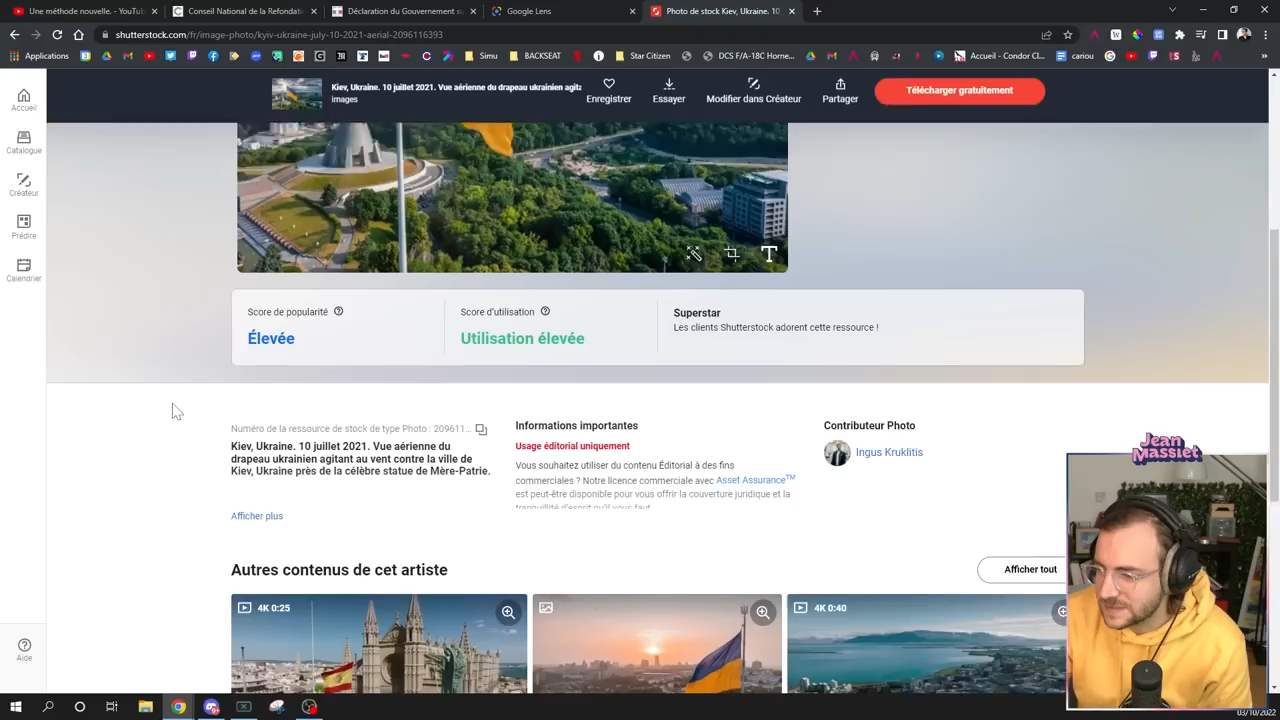 Une méthode nouvelle. - YouTub
Conseil National de la Refondati
Déclaration du Gouvernement su
Google Lens
Photo de stock Kiev, Ukraine. 10
shutterstock.com/fr/image-photo/kyiv-ukraine-july-10-2021-aerial-2096116393
Applications
Simu
BACKSEAT
Star Citizen
DCS F/A-18C Horne...
Accueil - Condor Cl...
cariou
Accueil
Catalogue
Créateur
Prédire
Calendrier
Aide
Kiev, Ukraine. 10 juillet 2021. Vue aérienne du drapeau ukrainien agita
images
Enregistrer
Essayer
Modifier dans Créateur
Partager
Télécharger gratuitement
T
Score de popularité
Élevée
Score d'utilisation
Utilisation élevée
Superstar
Les clients Shutterstock adorent cette ressource !
Numéro de la ressource de stock de type Photo : 209611...
Kiev, Ukraine. 10 juillet 2021. Vue aérienne du
drapeau ukrainien agitant au vent contre la ville de
Kiev, Ukraine près de la célèbre statue de Mère-Patrie.
Afficher plus
Informations importantes
Usage éditorial uniquement
Vous souhaitez utiliser du contenu Éditorial à des fins
commerciales ? Notre licence commerciale avec Asset Assurance™
est peut-être disponible pour vous offrir la couverture juridique et la
tranquillité d'esprit qu'il vous faut.
Contributeur Photo
Ingus Kruklitis
Autres contenus de cet artiste
Afficher tout
4K 0:25
4K 0:40
Jean
Massiet
03/10/2022